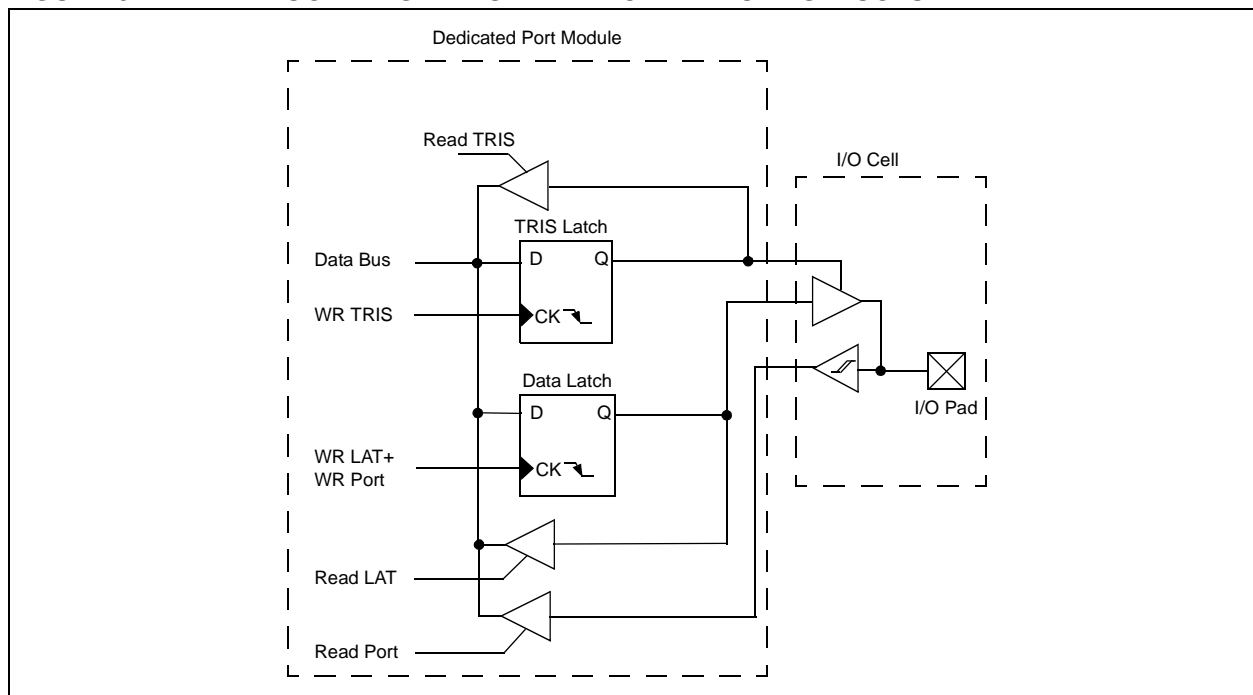 Dedicated Port Module
Read TRIS
I/O Cell
TRIS Latch
Data Bus
D
Q
WR TRIS
CK
Data Latch
I/O Pad
D
Q
WR LAT+
WR Port
CK
Read LAT
Read Port